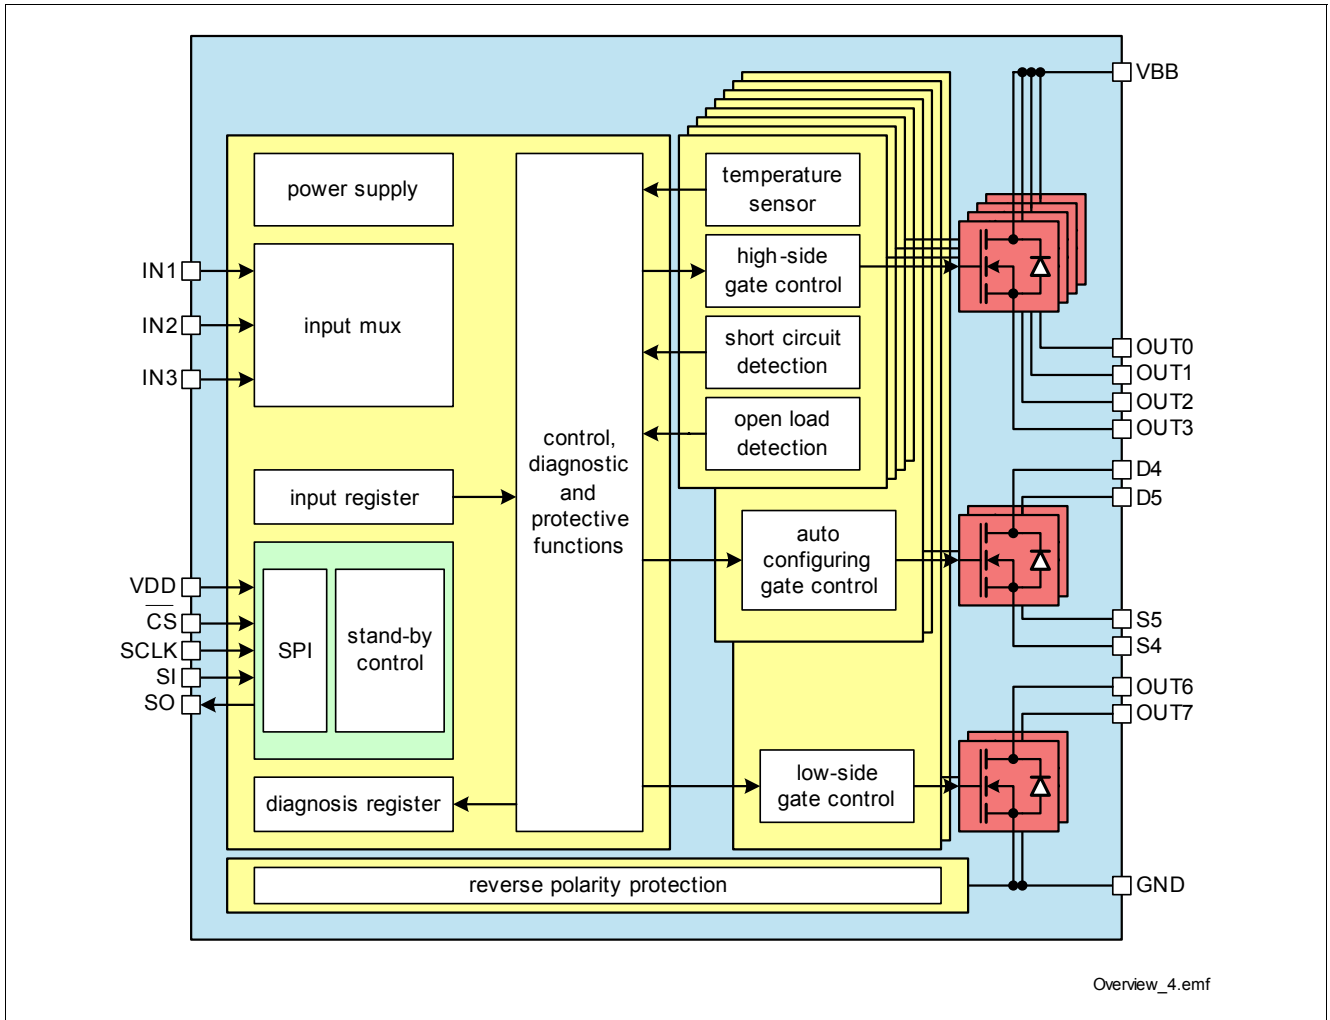 VBB
temperature
sensor
power supply
high-side
gate control
IN1
IN2
IN3
input mux
short circuit
detection
OUT0
OUT1
OUT2
OUT3
open load
detection
control,
diagnostic
and
protective
functions
D4
D5
input register
auto
configuring
gate control
VDD
CS
SCLK
SI
SO
SPI
stand-by
control
S5
S4
OUT6
OUT7
low-side
gate control
diagnosis register
reverse polarity protection
GND
Overview_4.emf